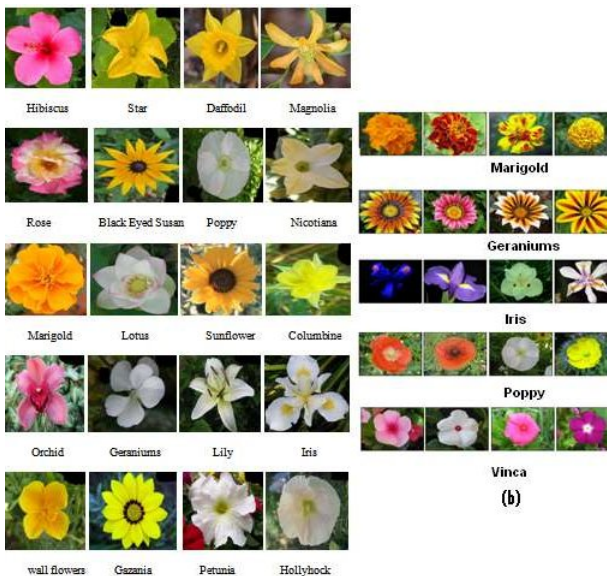 Hibiscus Star Daffodil Magnolia
Rose Black Eyed Susan Poppy Nicotiana
Marigold Lotus Sunflower Columbine
Orchid Geraniums Lily Iris
wall flowers Gazania Petunia Hollyhock
Marigold
Geraniums
Iris
Poppy
Vinca
(b)